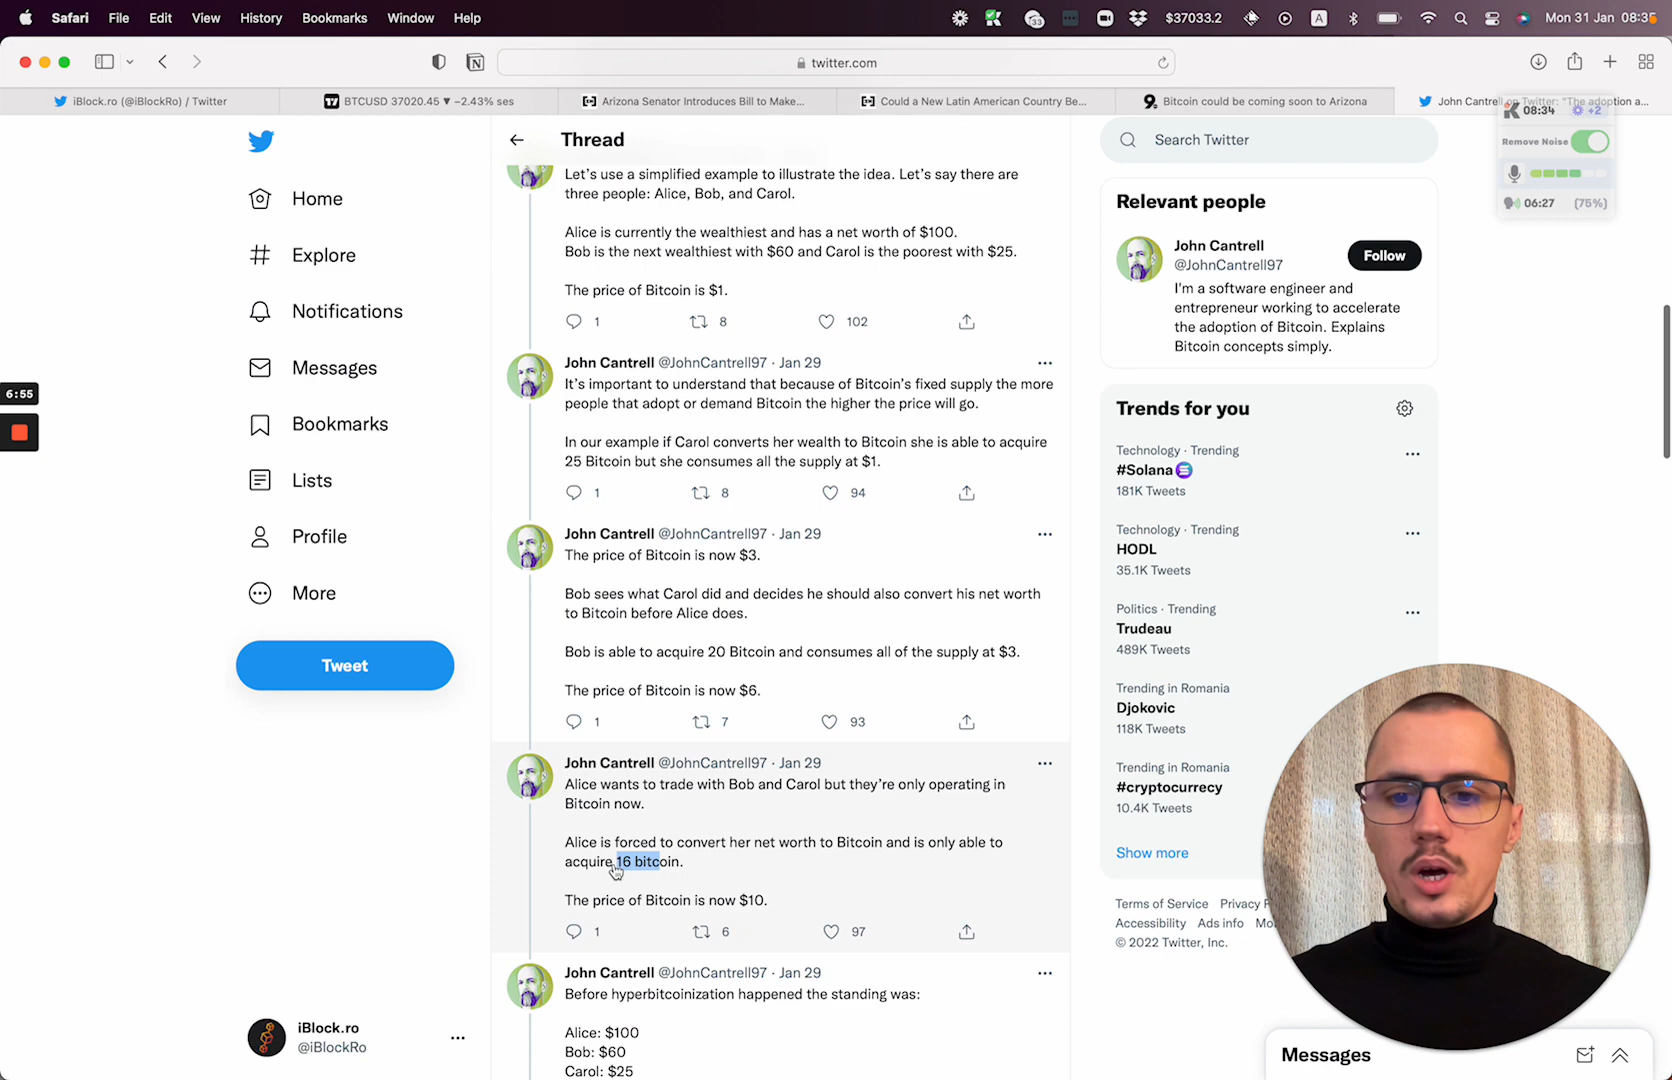 Safari File Edit View History Bookmarks Window Help
33 $37033.2 A Mon 31 Jan 08:35
twitter.com
iBlock.ro (@iBlockRo) / Twitter
BTCUSD 37020.45 ▼ −2.43% ses
Arizona Senator Introduces Bill to Make...
Could a New Latin American Country Be...
Bitcoin could be coming soon to Arizona
John Cantrell on Twitter: "The adoption a...
08:34 +2
Remove Noise
06:27 (75%)
6:55
Home
Explore
Notifications
Messages
Bookmarks
Lists
Profile
More
Tweet
iBlock.ro
@iBlockRo
Thread
Let's use a simplified example to illustrate the idea. Let's say there are
three people: Alice, Bob, and Carol.
Alice is currently the wealthiest and has a net worth of $100.
Bob is the next wealthiest with $60 and Carol is the poorest with $25.
The price of Bitcoin is $1.
1 8 102
John Cantrell @JohnCantrell97 · Jan 29
It's important to understand that because of Bitcoin's fixed supply the more
people that adopt or demand Bitcoin the higher the price will go.
In our example if Carol converts her wealth to Bitcoin she is able to acquire
25 Bitcoin but she consumes all the supply at $1.
1 8 94
John Cantrell @JohnCantrell97 · Jan 29
The price of Bitcoin is now $3.
Bob sees what Carol did and decides he should also convert his net worth
to Bitcoin before Alice does.
Bob is able to acquire 20 Bitcoin and consumes all of the supply at $3.
The price of Bitcoin is now $6.
1 7 93
John Cantrell @JohnCantrell97 · Jan 29
Alice wants to trade with Bob and Carol but they're only operating in
Bitcoin now.
Alice is forced to convert her net worth to Bitcoin and is only able to
acquire 16 bitcoin.
The price of Bitcoin is now $10.
1 6 97
John Cantrell @JohnCantrell97 · Jan 29
Before hyperbitcoinization happened the standing was:
Alice: $100
Bob: $60
Carol: $25
Search Twitter
Relevant people
John Cantrell
@JohnCantrell97
Follow
I'm a software engineer and
entrepreneur working to accelerate
the adoption of Bitcoin. Explains
Bitcoin concepts simply.
Trends for you
Technology · Trending
#Solana
181K Tweets
Technology · Trending
HODL
35.1K Tweets
Politics · Trending
Trudeau
489K Tweets
Trending in Romania
Djokovic
118K Tweets
Trending in Romania
#cryptocurrecy
10.4K Tweets
Show more
Terms of Service Privacy
Accessibility Ads info
© 2022 Twitter, Inc.
Messages